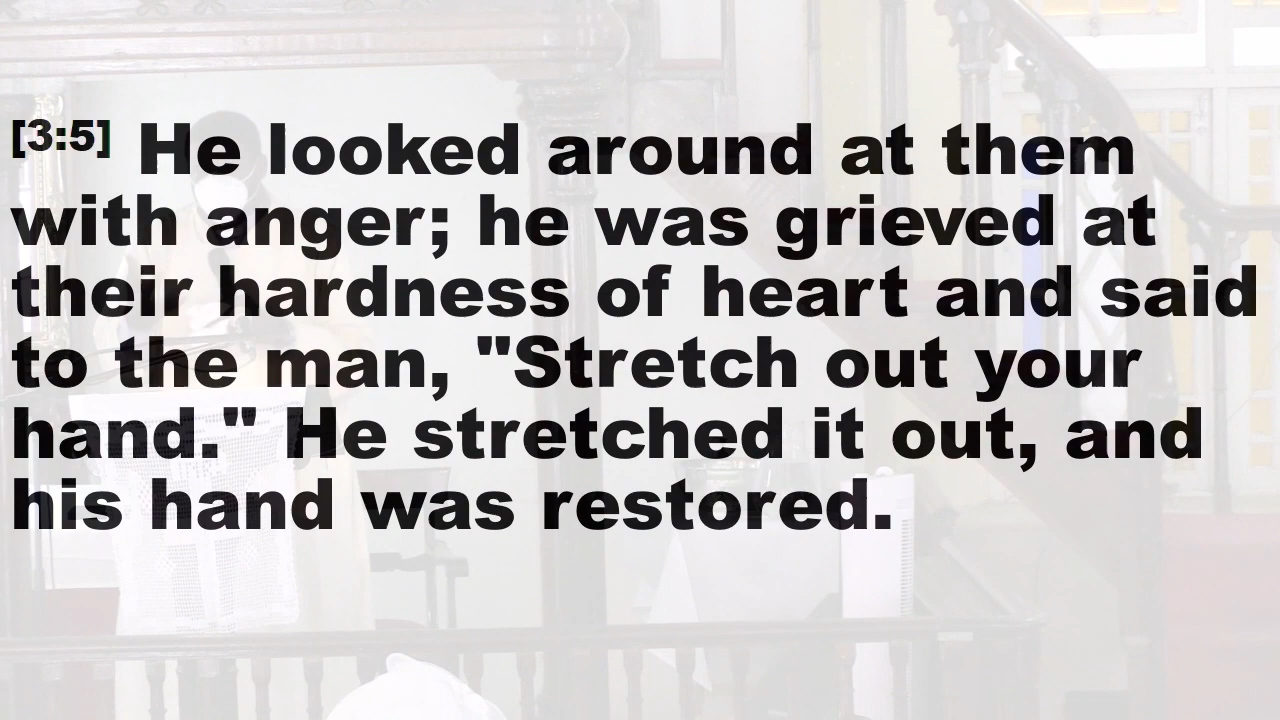 [3:5] He looked around at them
with anger; he was grieved at
their hardness of heart and said
to the man, "Stretch out your
hand." He stretched it out, and
his hand was restored.